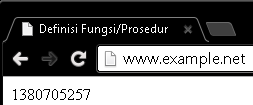 Definisi Fungsi/Prosedur
www.example.net
1380705257